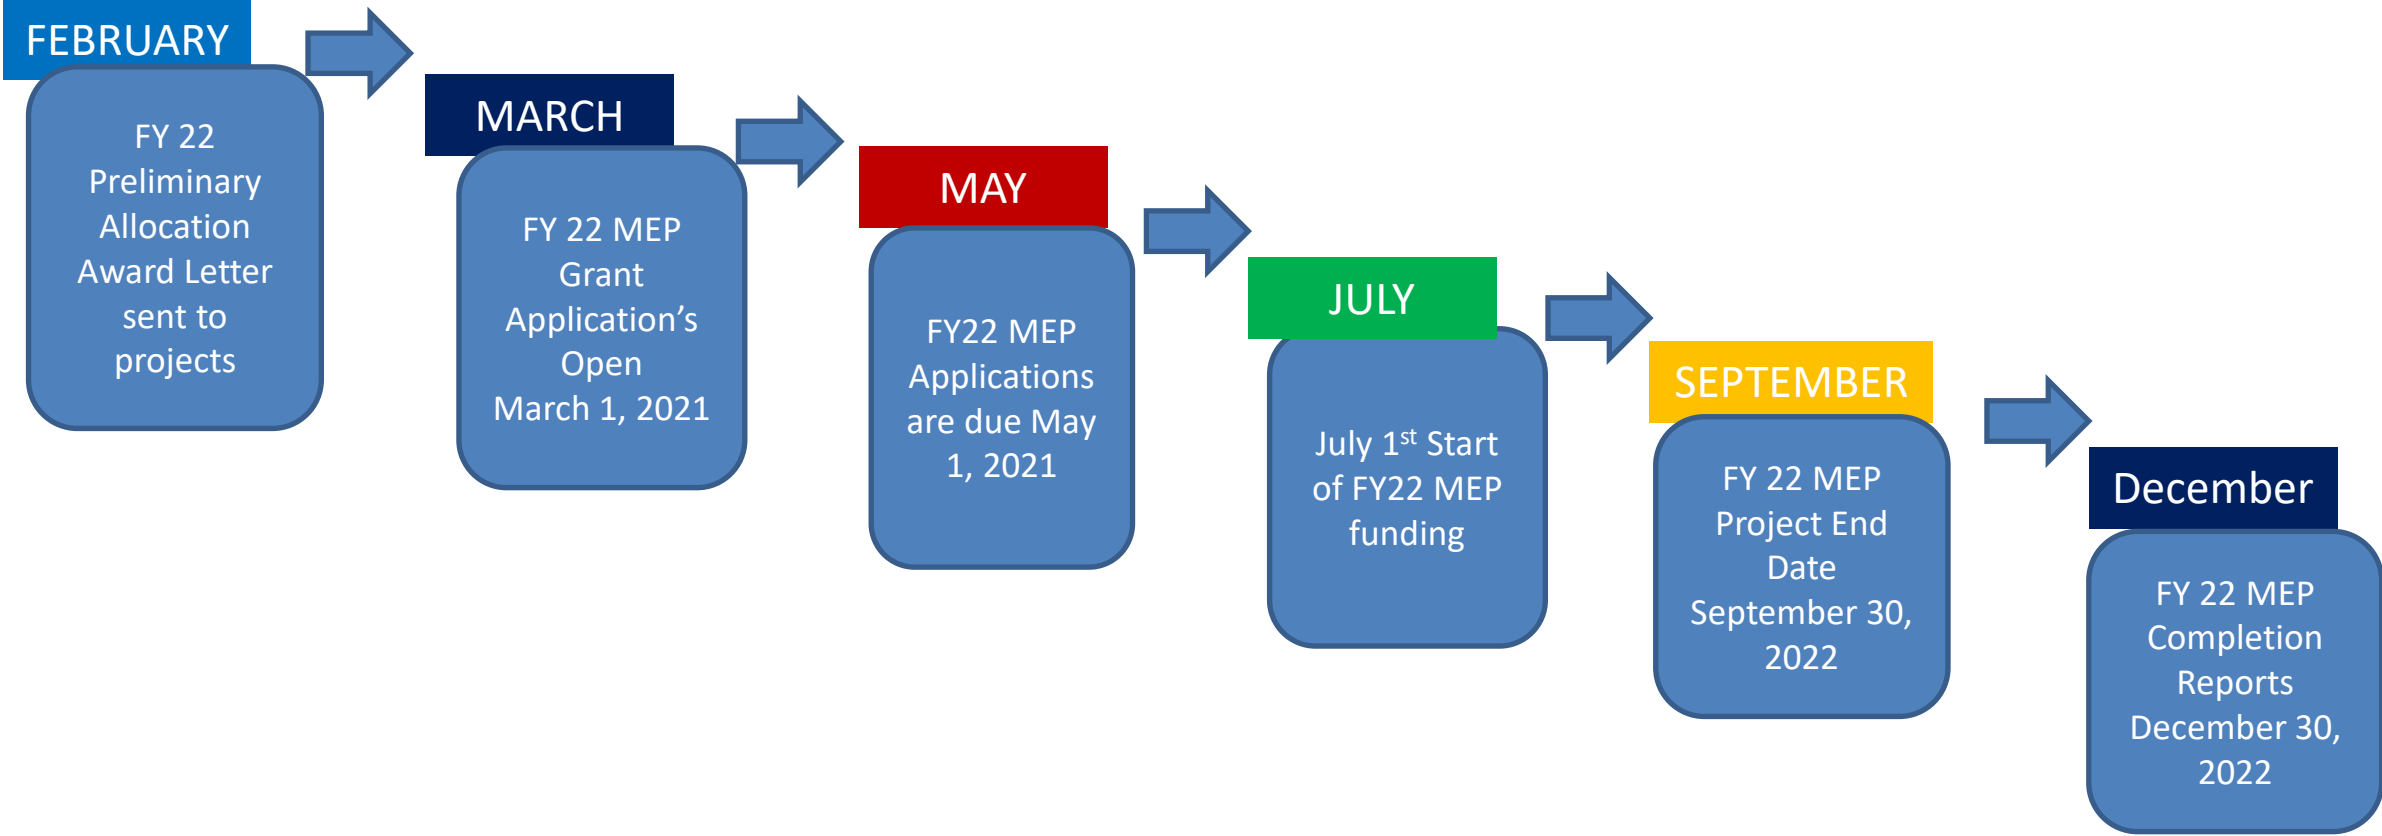 FEBRUARY
FY 22
Preliminary
Allocation
Award Letter
sent to
projects
MARCH
FY 22 MEP
Grant
Application’s
Open
March 1, 2021
MAY
FY22 MEP
Applications
are due May
1, 2021
JULY
July 1st Start
of FY22 MEP
funding
SEPTEMBER
FY 22 MEP
Project End
Date
September 30,
2022
December
FY 22 MEP
Completion
Reports
December 30,
2022